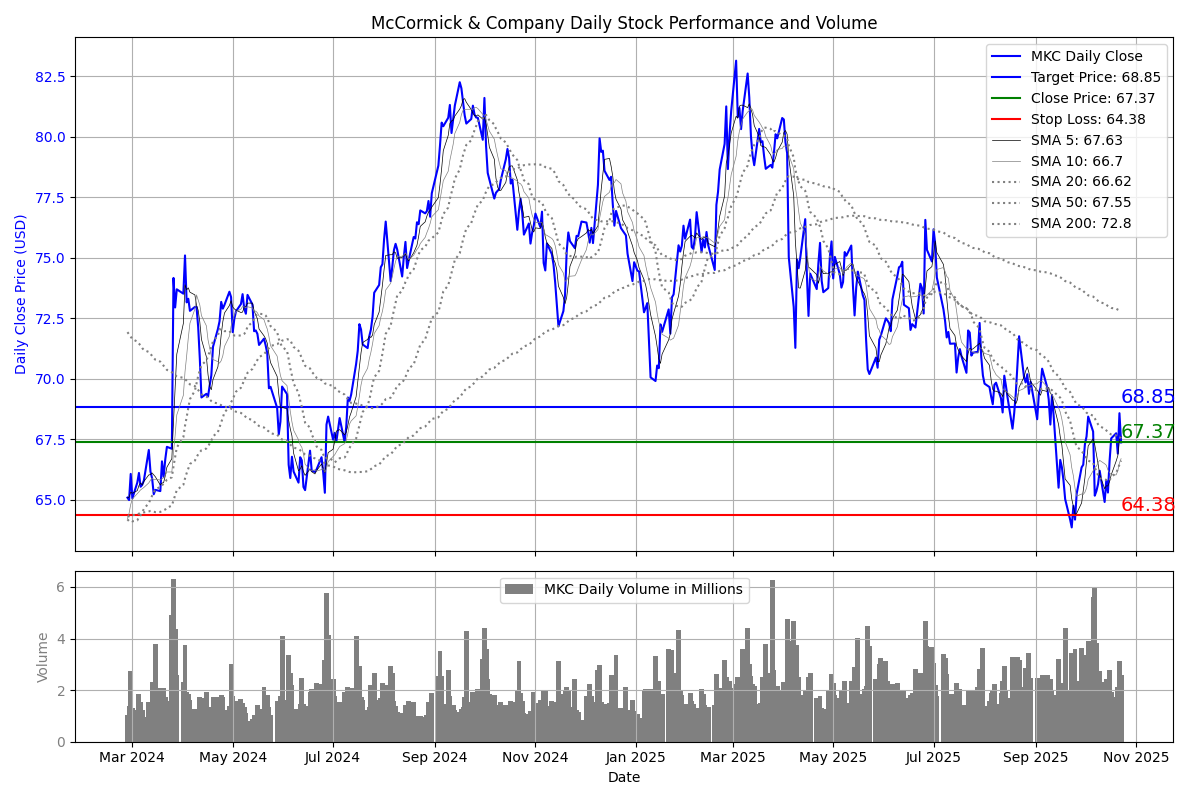 McCormick & Company Daily Stock Performance and Volume
Daily Close Price (USD)
82.5
80.0
77.5
75.0
72.5
70.0
67.5
65.0
MKC Daily Close
Target Price: 68.85
Close Price: 67.37
Stop Loss: 64.38
SMA 5: 67.63
SMA 10: 66.7
SMA 20: 66.62
SMA 50: 67.55
SMA 200: 72.8
68.85
67.37
64.38
Volume
6
4
2
0
MKC Daily Volume in Millions
Mar 2024 May 2024 Jul 2024 Sep 2024 Nov 2024 Jan 2025 Mar 2025 May 2025 Jul 2025 Sep 2025 Nov 2025
Date